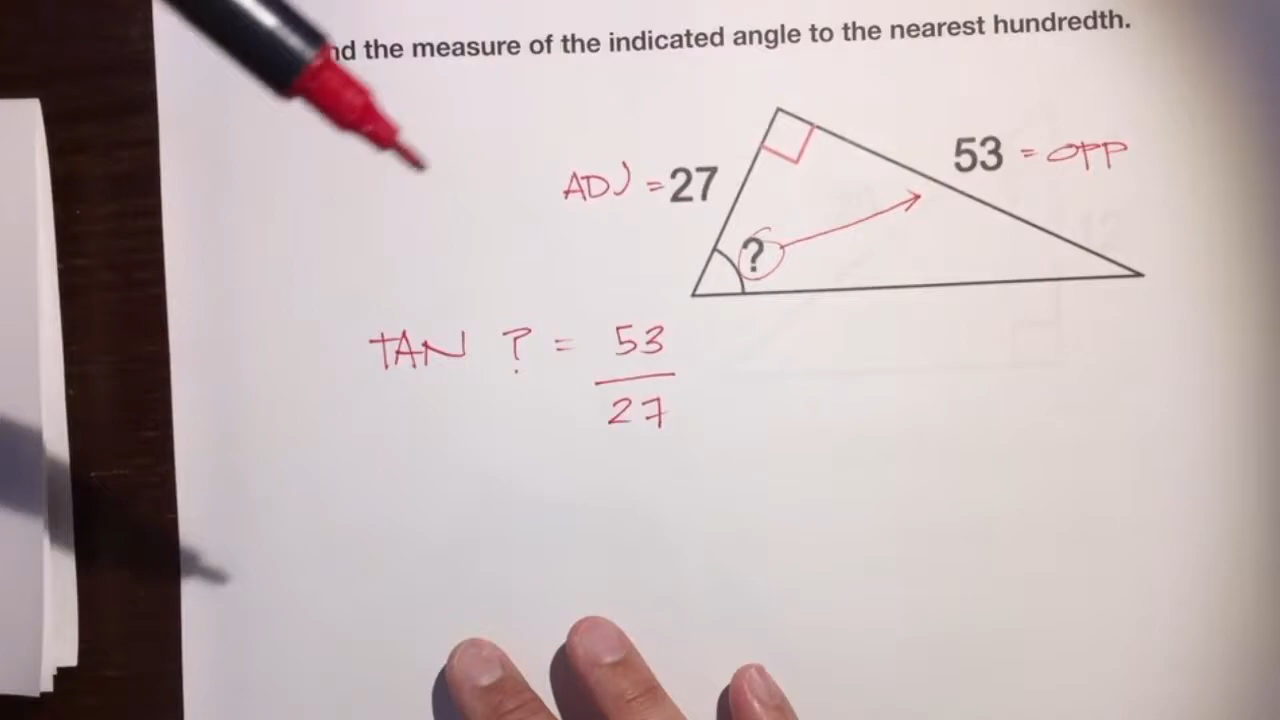 nd the measure of the indicated angle to the nearest hundredth.
53 = OPP
ADJ = 27
?
TAN ? = 53
27